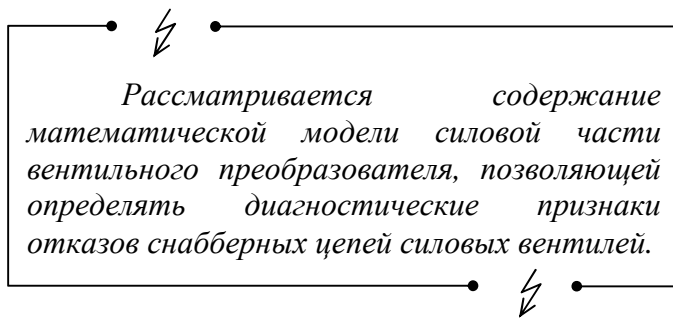 Рассматривается содержание
математической модели силовой части
вентильного преобразователя, позволяющей
определять диагностические признаки
отказов снабберных цепей силовых вентилей.